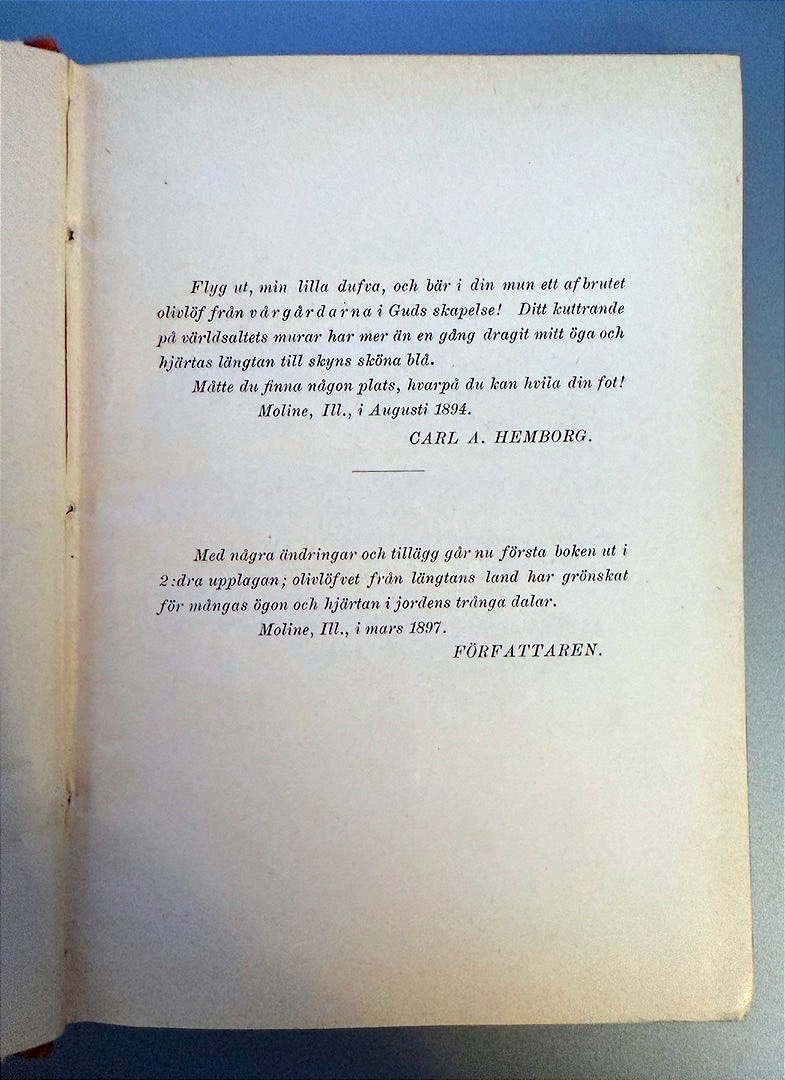 Flyg ut, min lilla dufva, och bär i din mun ett afbrutet
olivlöf från vårgårdarna i Guds skapelse! Ditt kuttrande
på världsaltets murar har mer än en gång dragit mitt öga och
hjärtas längtan till skyns sköna blå.
Måtte du finna någon plats, hvarpå du kan hvila din fot!
Moline, Ill., i Augusti 1894.
CARL A. HEMBORG.
Med några ändringar och tillägg går nu första boken ut i
2:dra upplagan; olivlöfvet från längtans land har grönskat
för mångas ögon och hjärtan i jordens trånga dalar.
Moline, Ill., i mars 1897.
FÖRFATTAREN.